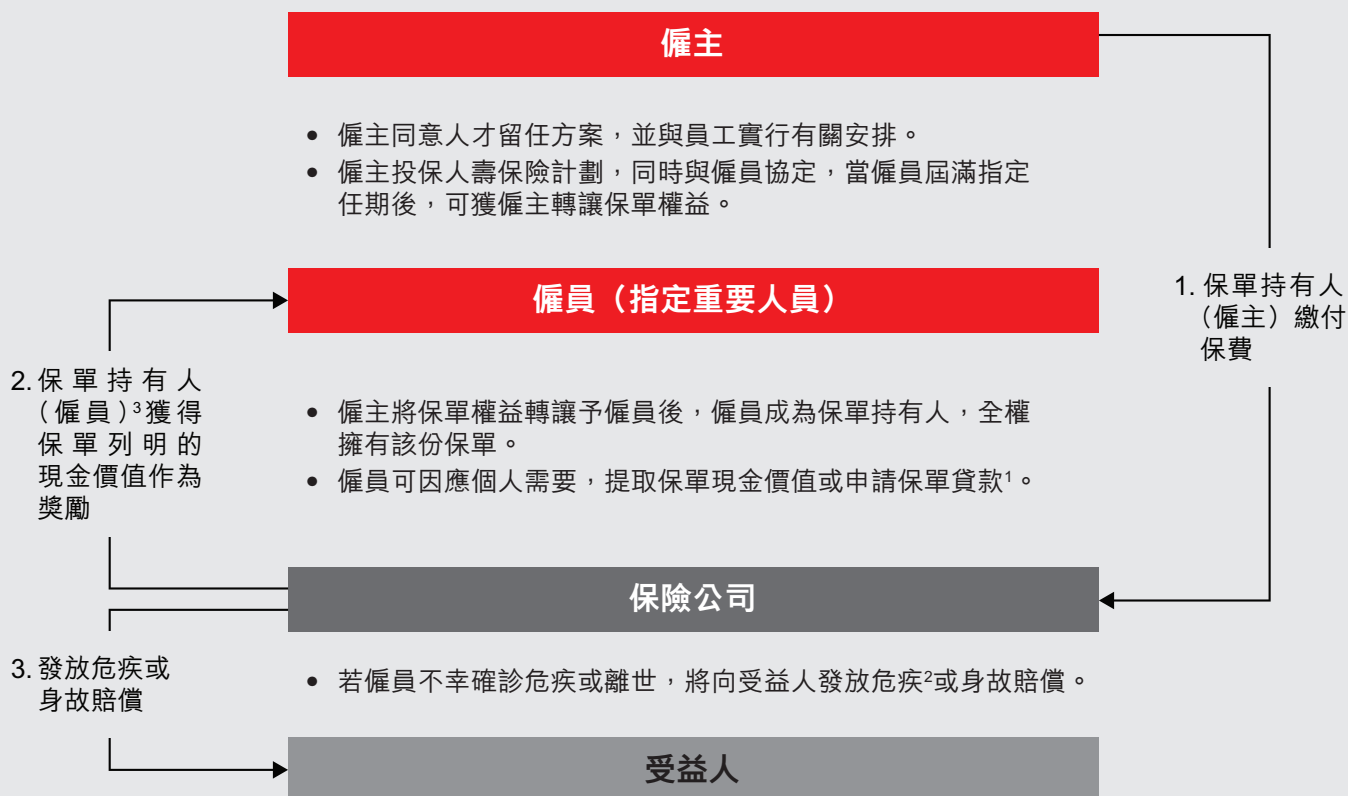 僱主
• 僱主同意人才留任方案，並與員工實行有關安排。
• 僱主投保人壽保險計劃，同時與僱員協定，當僱員屆滿指定
任期後，可獲僱主轉讓保單權益。
1. 保單持有人
（僱主）繳付
保費
僱員（指定重要人員）
2. 保單持有人
（僱員）³獲得
保單列明的
現金價值作為
獎勵
• 僱主將保單權益轉讓予僱員後，僱員成為保單持有人，全權
擁有該份保單。
• 僱員可因應個人需要，提取保單現金價值或申請保單貸款¹。
保險公司
3. 發放危疾或
身故賠償
• 若僱員不幸確診危疾或離世，將向受益人發放危疾²或身故賠償。
受益人